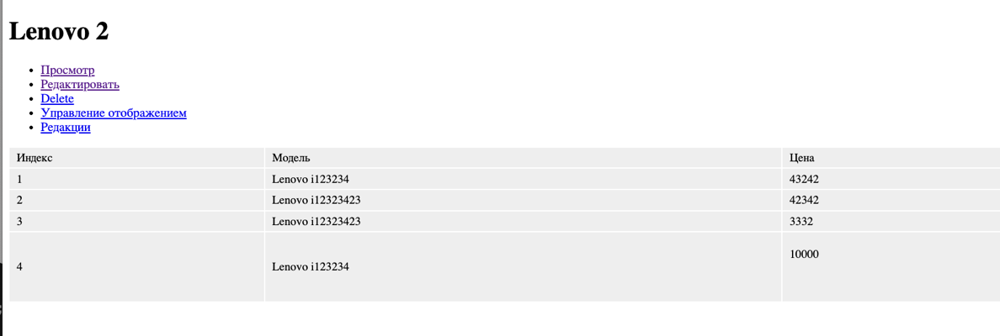 Lenovo 2
Просмотр
Редактировать
Delete
Управление отображением
Редакции
Индекс Модель Цена
1 Lenovo i123234 43242
2 Lenovo i12323423 42342
3 Lenovo i12323423 3332
4 Lenovo i123234 10000